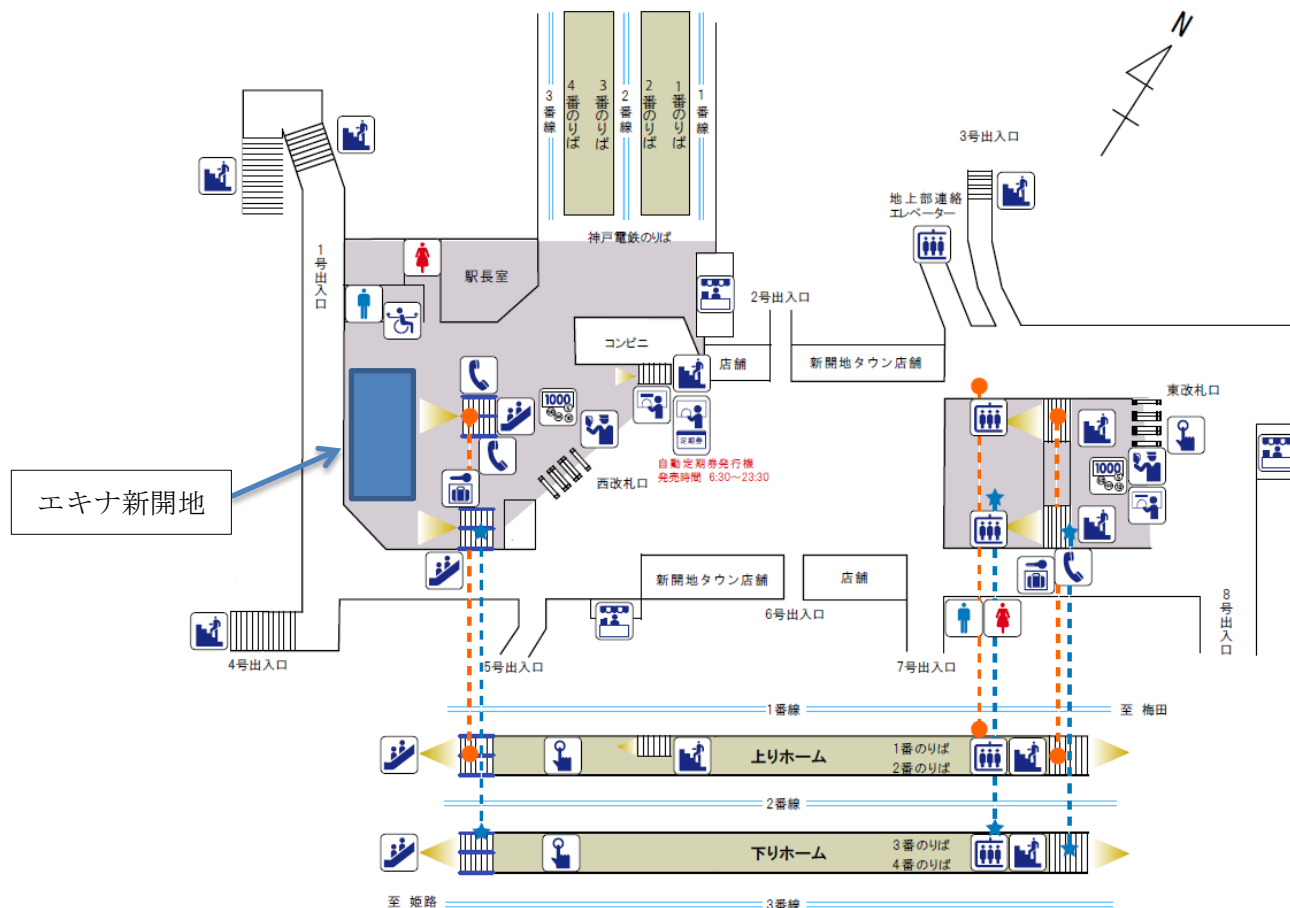 N
3番線
4番のりば
3番のりば
2番線
2番のりば
1番のりば
1番線
3号出入口
地上部連絡
エレベーター
神戸電鉄のりば
1号出入口
駅長室
2号出入口
コンビニ
店舗
新開地タウン店舗
東改札口
1000
定期券
自動定期券発行機
発売時間 6:30～23:30
西改札口
1000
エキナ新開地
新開地タウン店舗
店舗
6号出入口
8号出入口
4号出入口
5号出入口
7号出入口
1番線
至 梅田
上りホーム
1番のりば
2番のりば
2番線
下りホーム
3番のりば
4番のりば
至 姫路
3番線